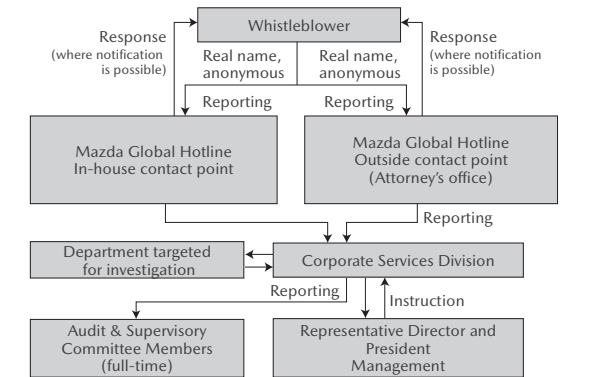 Whistleblower
Response
(where notification
is possible)
Real name,
anonymous
Real name,
anonymous
Response
(where notification
is possible)
Reporting
Reporting
Mazda Global Hotline
In-house contact point
Mazda Global Hotline
Outside contact point
(Attorney’s office)
Reporting
Department targeted
for investigation
Corporate Services Division
Reporting
Instruction
Audit & Supervisory
Committee Members
(full-time)
Representative Director and
President
Management